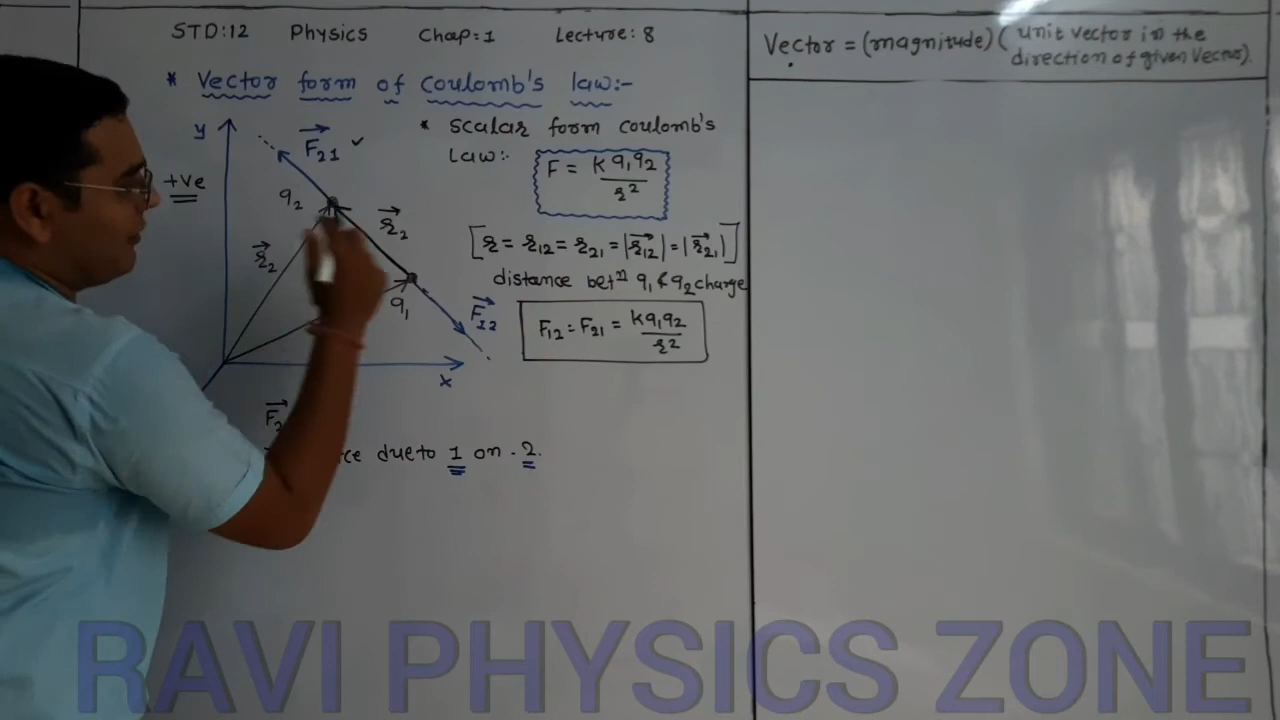 STD:12 Physics Chap:1 Lecture: 8
* Vector form of coulomb's law:-
y
F21 ✓
+ve
q2
r2
r2
q1
F12
x
* scalar form coulomb's
law:-
F = kq1q2/r²
[r = r12 = r21 = |r12| = |r21|]
distance betn q1 & q2 charge
F12 = F21 = kq1q2/r²
due to 1 on . 2.
Vector = (magnitude) ( unit vector in the
direction of given vector).
RAVI PHYSICS ZONE